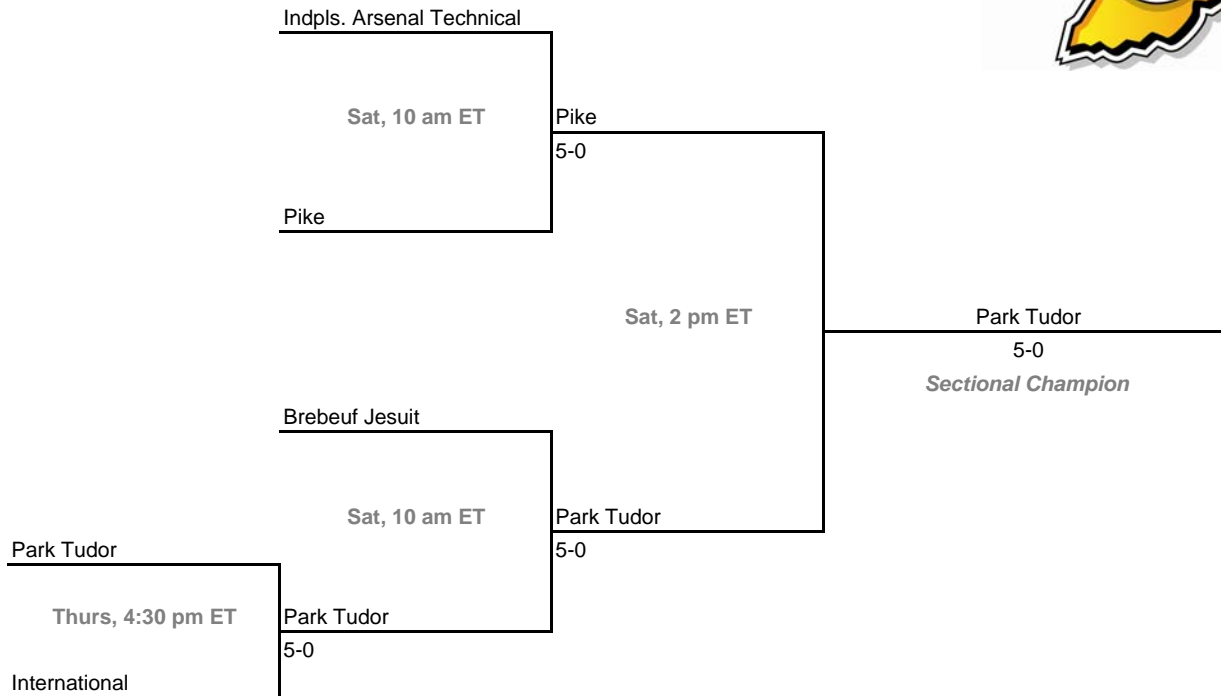 Indpls. Arsenal Technical
Sat, 10 am ET
Pike
5-0
Pike
Sat, 2 pm ET
Park Tudor
5-0
Sectional Champion
Brebeuf Jesuit
Sat, 10 am ET
Park Tudor
5-0
Park Tudor
Thurs, 4:30 pm ET
Park Tudor
5-0
International